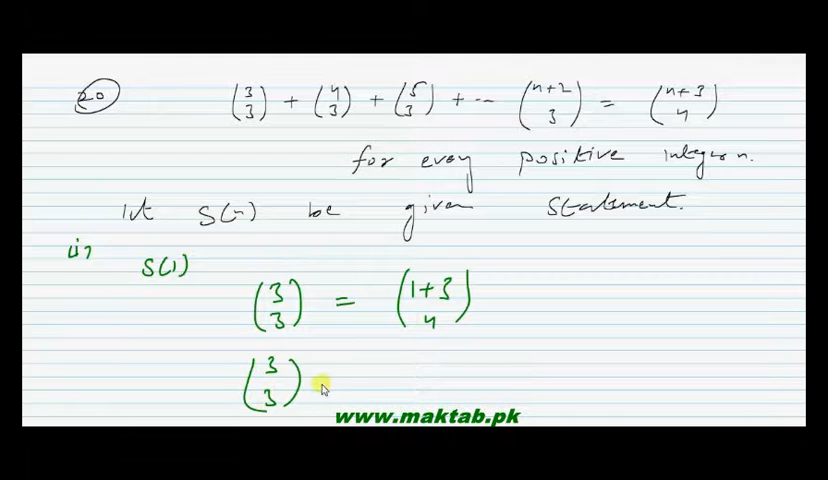 20 (3 3) + (4 3) + (5 3) + ... (n+2 3) = (n+3 4)
for every positive integer n.
let S(n) be given statement.
(i)
S(1)
(3 3) = (1+3 4)
(3 3)
www.maktab.pk